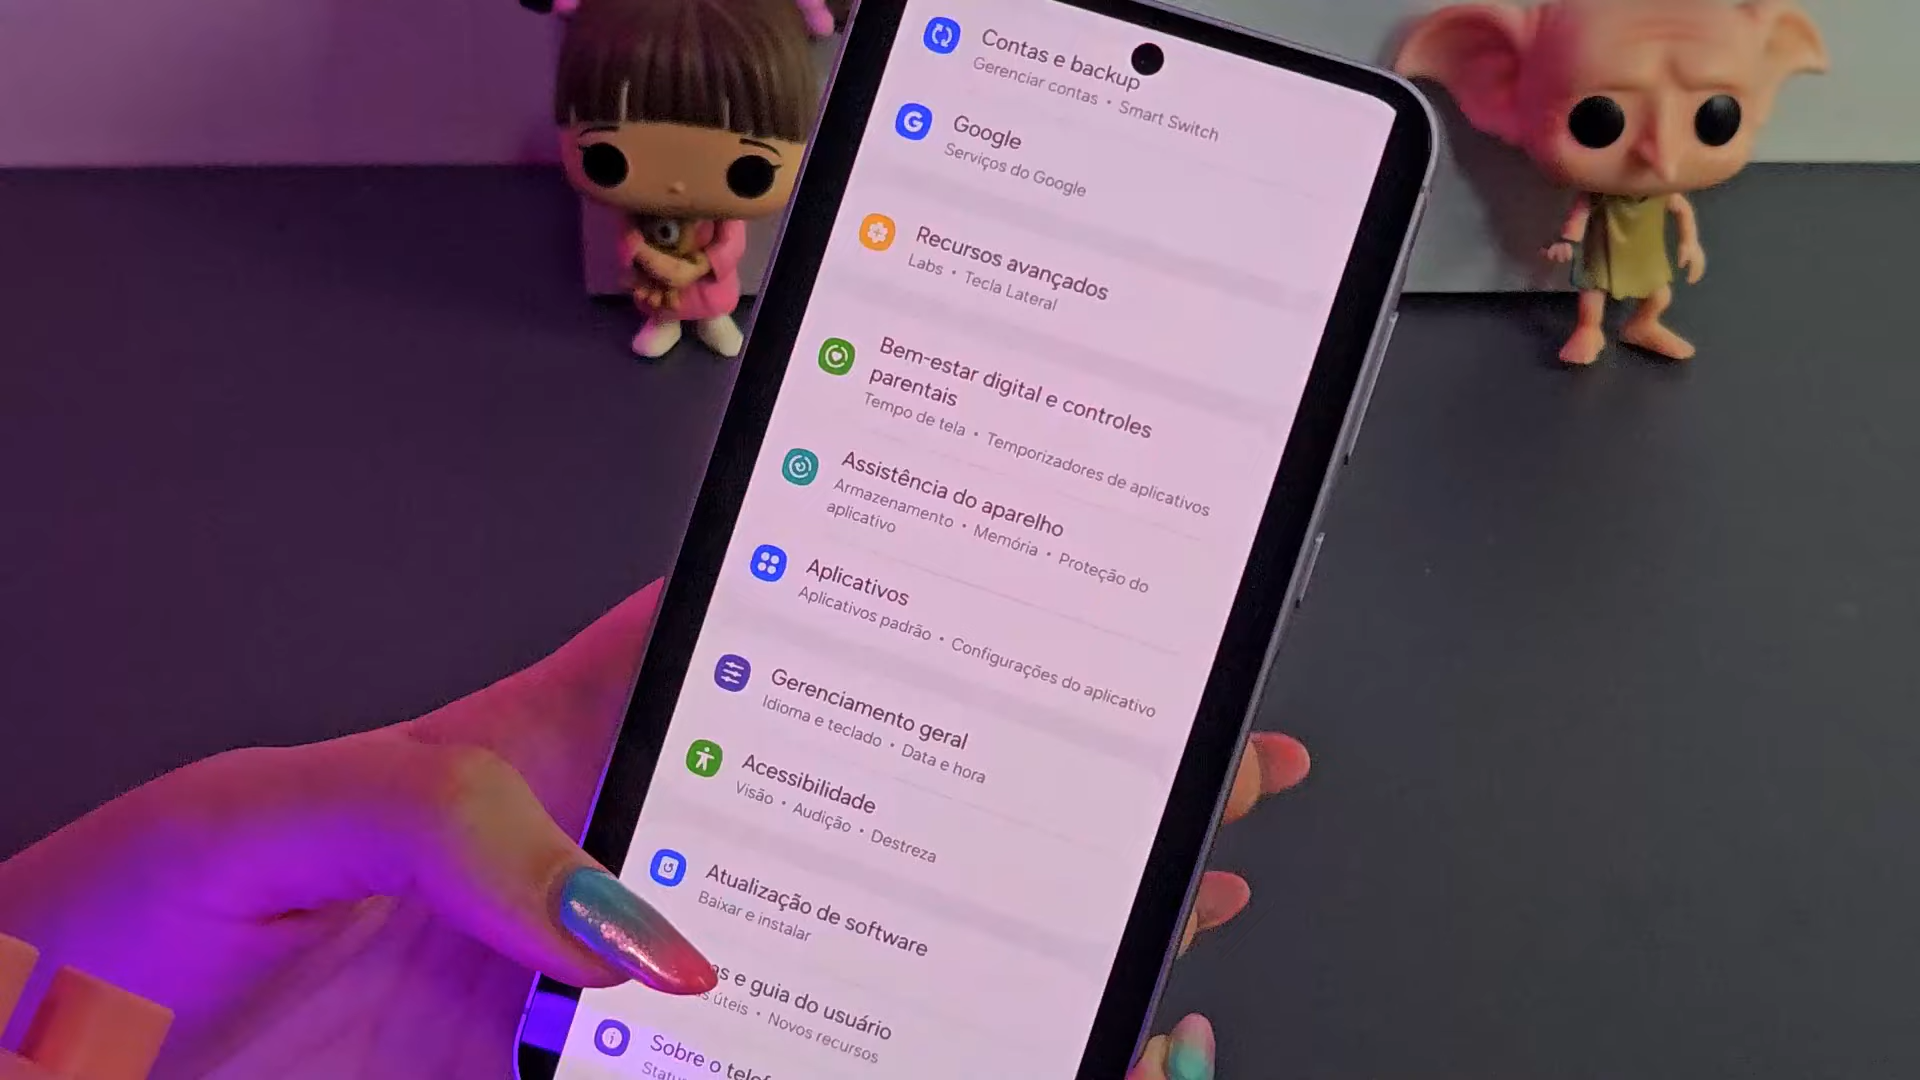 Contas e backup
Gerenciar contas • Smart Switch
G
Google
Serviços do Google
Recursos avançados
Labs • Tecla Lateral
Bem-estar digital e controles
parentais
Tempo de tela • Temporizadores de aplicativos
Assistência do aparelho
Armazenamento • Memória • Proteção do
aplicativo
Aplicativos
Aplicativos padrão • Configurações do aplicativo
Gerenciamento geral
Idioma e teclado • Data e hora
Acessibilidade
Visão • Audição • Destreza
Atualização de software
Baixar e instalar
e guia do usuário
úteis • Novos recursos
Sobre o